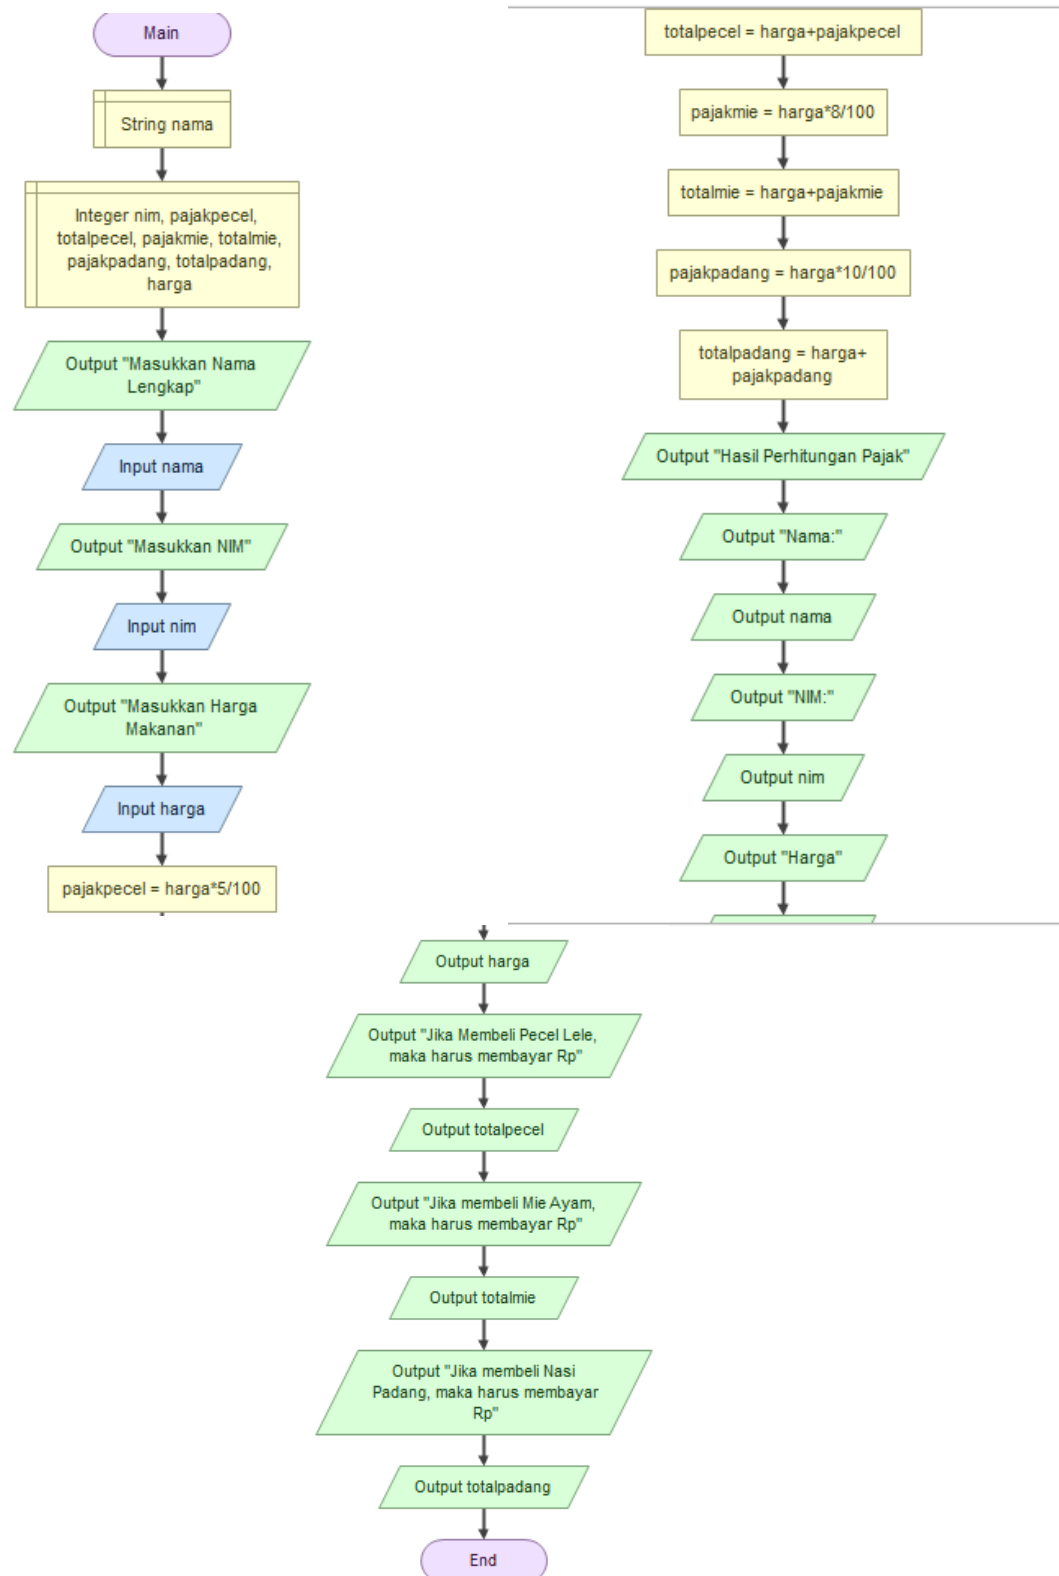 Main
String nama
Integer nim, pajakpecel,
totalpecel, pajakmie, totalmie,
pajakpadang, totalpadang,
harga
Output "Masukkan Nama
Lengkap"
Input nama
Output "Masukkan NIM"
Input nim
Output "Masukkan Harga
Makanan"
Input harga
pajakpecel = harga*5/100
totalpecel = harga+pajakpecel
pajakmie = harga*8/100
totalmie = harga+pajakmie
pajakpadang = harga*10/100
totalpadang = harga+
pajakpadang
Output "Hasil Perhitungan Pajak"
Output "Nama:"
Output nama
Output "NIM:"
Output nim
Output "Harga"
Output harga
Output "Jika Membeli Pecel Lele,
maka harus membayar Rp"
Output totalpecel
Output "Jika membeli Mie Ayam,
maka harus membayar Rp"
Output totalmie
Output "Jika membeli Nasi
Padang, maka harus membayar
Rp"
Output totalpadang
End